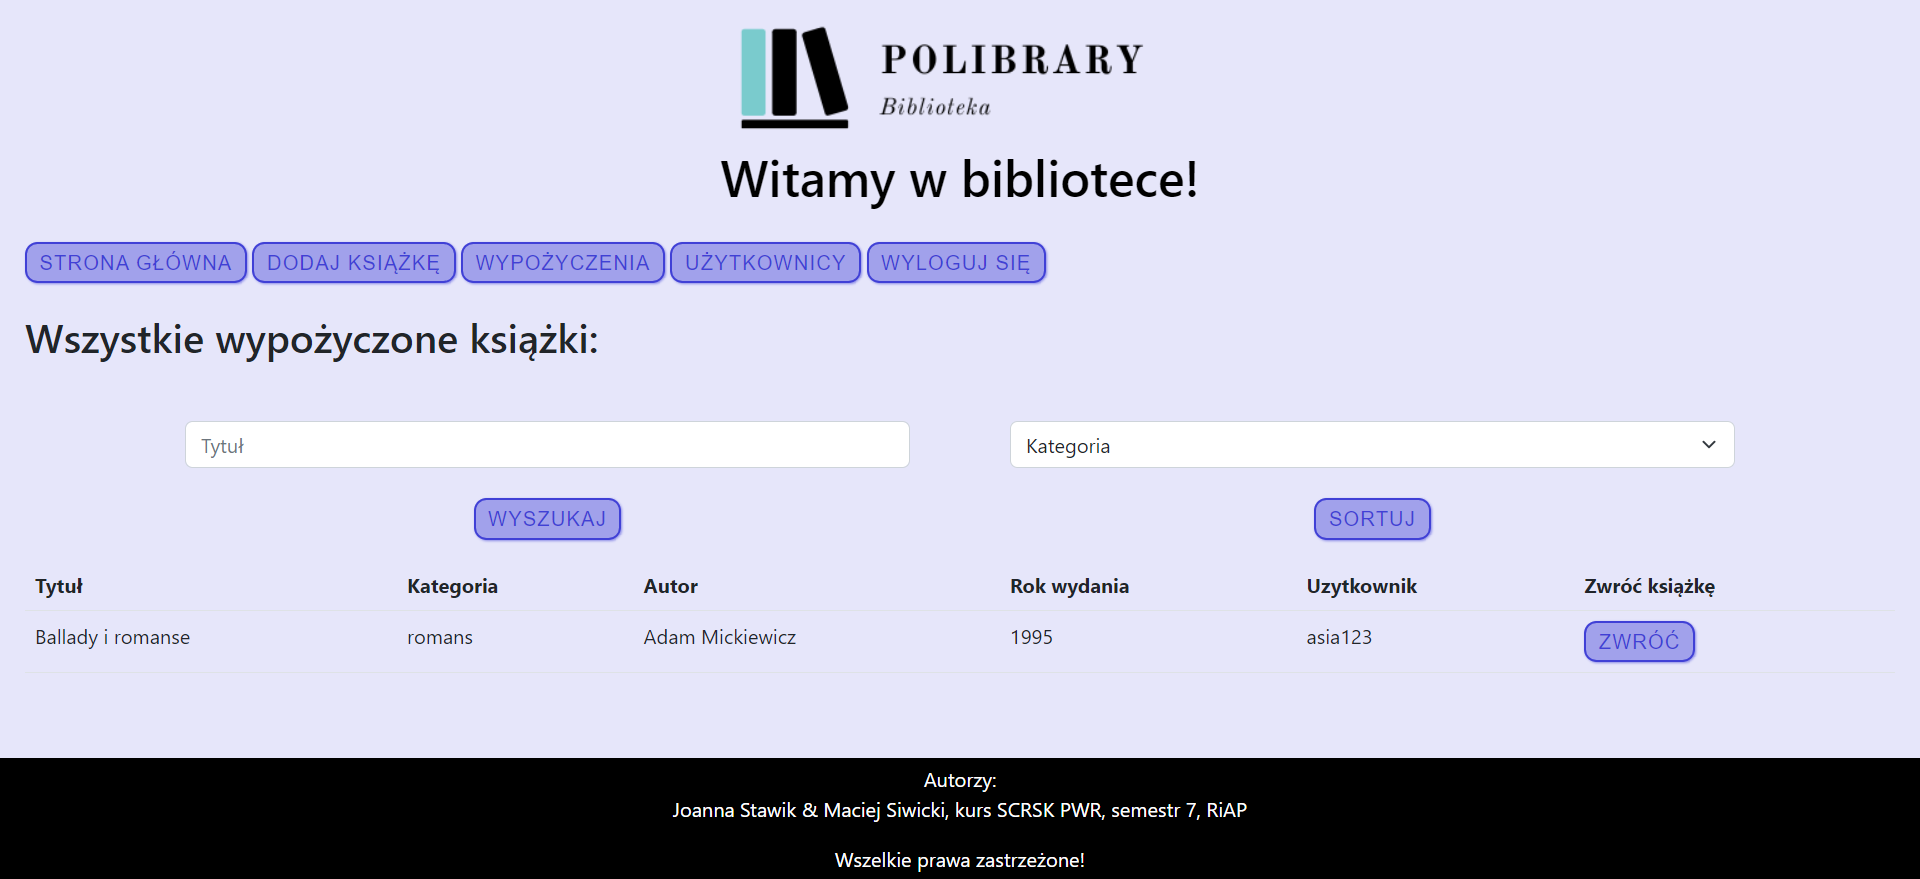 POLIBRARY
Biblioteka
Witamy w bibliotece!
STRONA GŁÓWNA DODAJ KSIĄŻKĘ WYPOŻYCZENIA UŻYTKOWNICY WYLOGUJ SIĘ
Wszystkie wypożyczone książki:
Tytuł Kategoria
WYSZUKAJ SORTUJ
Tytuł Kategoria Autor Rok wydania Uzytkownik Zwróć książkę
Ballady i romanse romans Adam Mickiewicz 1995 asia123 ZWRÓĆ
Autorzy:
Joanna Stawik & Maciej Siwicki, kurs SCRSK PWR, semestr 7, RiAP
Wszelkie prawa zastrzeżone!